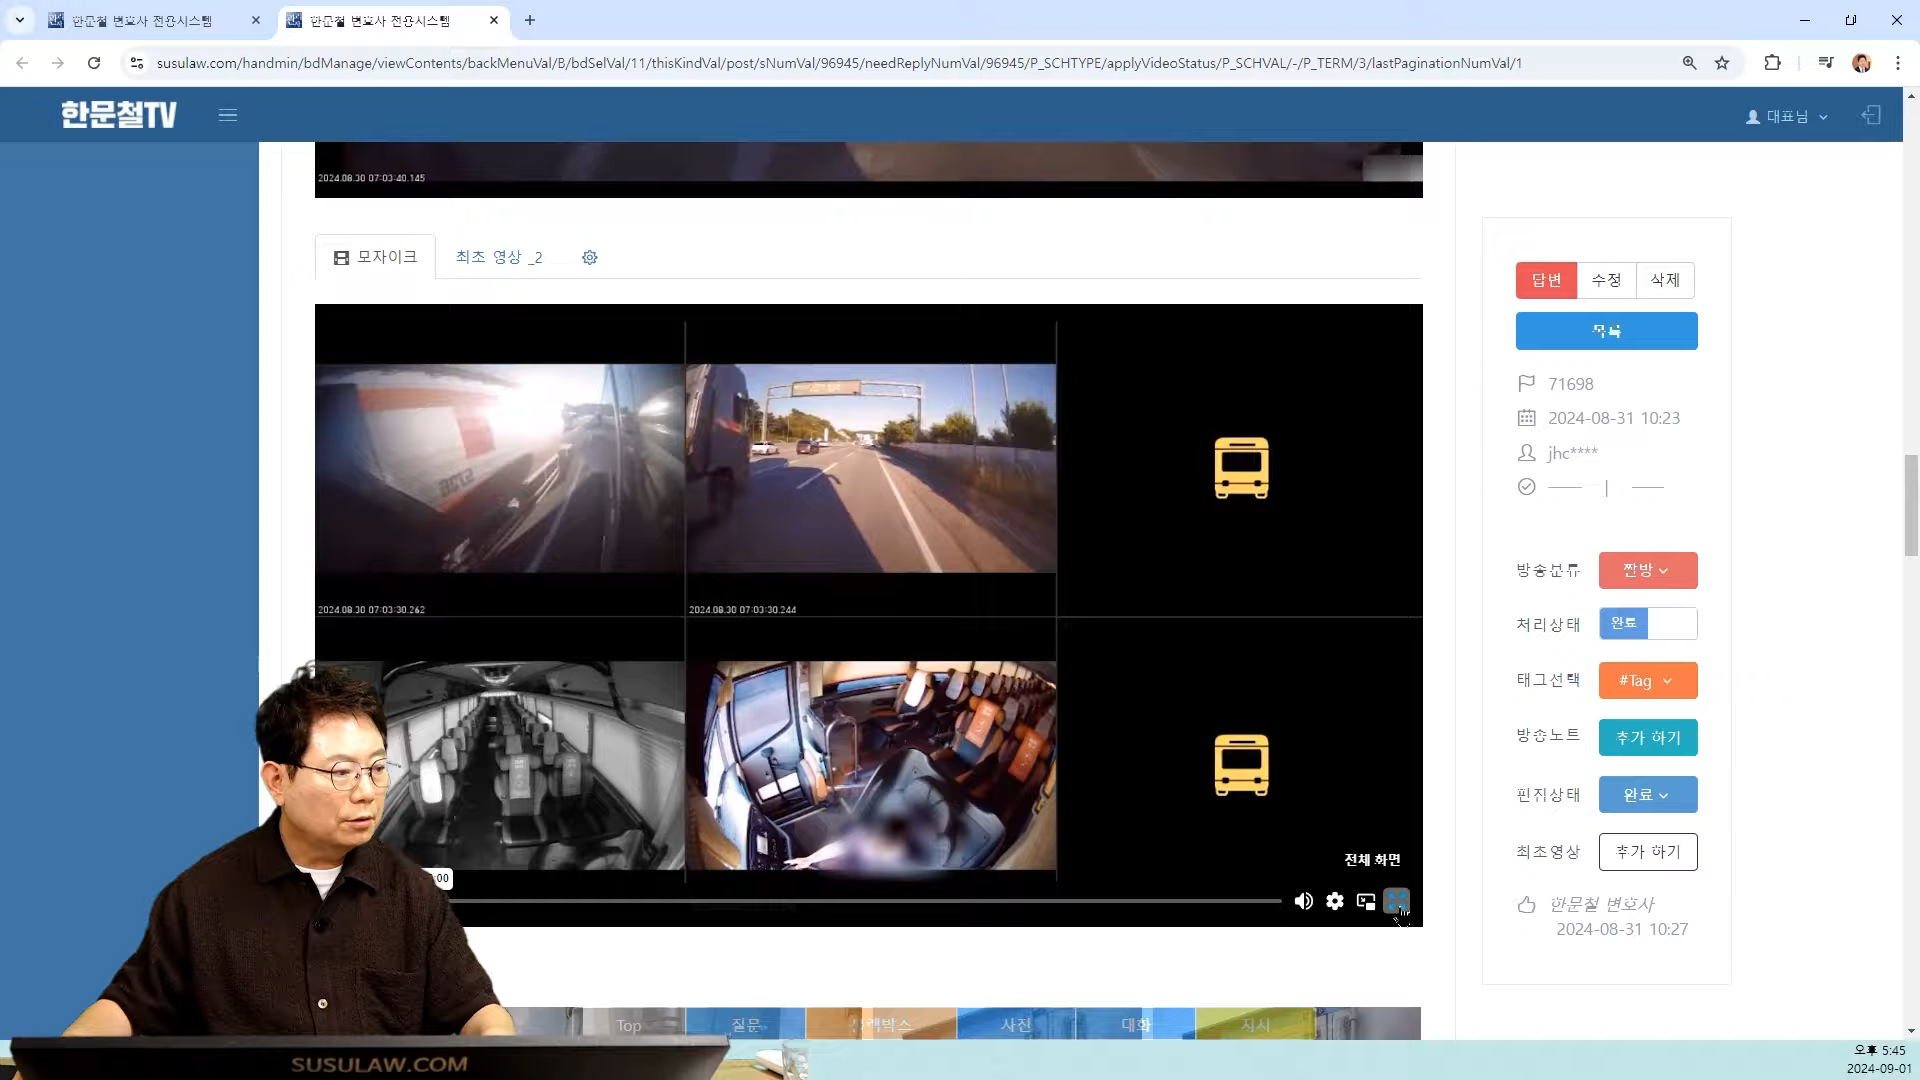 한문철 변호사 전용시스템
한문철 변호사 전용시스템
susulaw.com/handmin/bdManage/viewContents/backMenuVal/B/bdSelVal/11/thisKindVal/post/sNumVal/96945/needReplyNumVal/96945/P_SCHTYPE/applyVideoStatus/P_SCHVAL/-/P_TERM/3/lastPaginationNumVal/1
한문철TV
대표님
2024.08.30 07:03:40.145
모자이크
최초 영상 _2
답변
수정
삭제
목록
71698
2024-08-31 10:23
jhc****
방송분류
짠방
2024.08.30 07:03:30.262
2024.08.30 07:03:30.244
처리상태
완료
태그선택
#Tag
방송노트
추가 하기
편집상태
완료
최초영상
추가 하기
전체 화면
:00
한문철 변호사
2024-08-31 10:27
Top
질문
블랙박스
사진
대화
지시
SUSULAW.COM
오후 5:45
2024-09-01